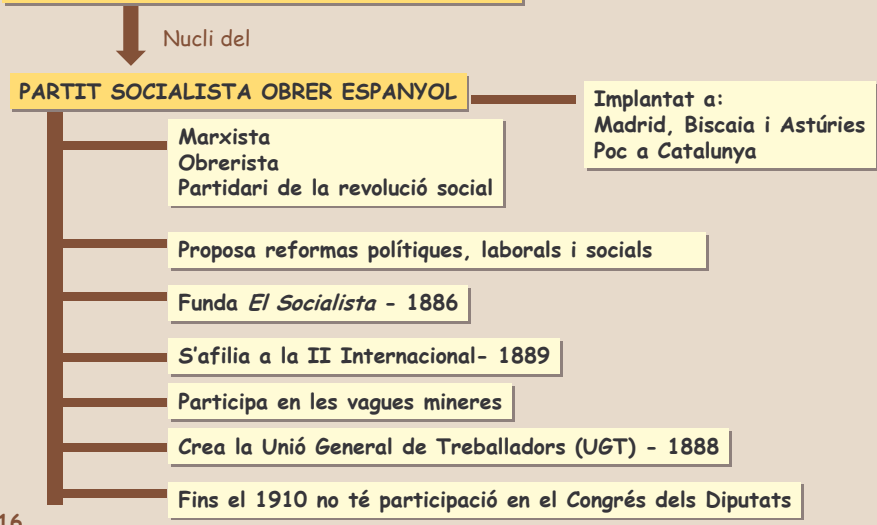 Nucli del
PARTIT SOCIALISTA OBRER ESPANYOL
Implantat a:
Madrid, Biscaia i Astúries
Poc a Catalunya
Marxista
Obrerista
Partidari de la revolució social
Proposa reformas polítiques, laborals i socials
Funda El Socialista - 1886
S'afilia a la II Internacional- 1889
Participa en les vagues mineres
Crea la Unió General de Treballadors (UGT) - 1888
Fins el 1910 no té participació en el Congrés dels Diputats
16